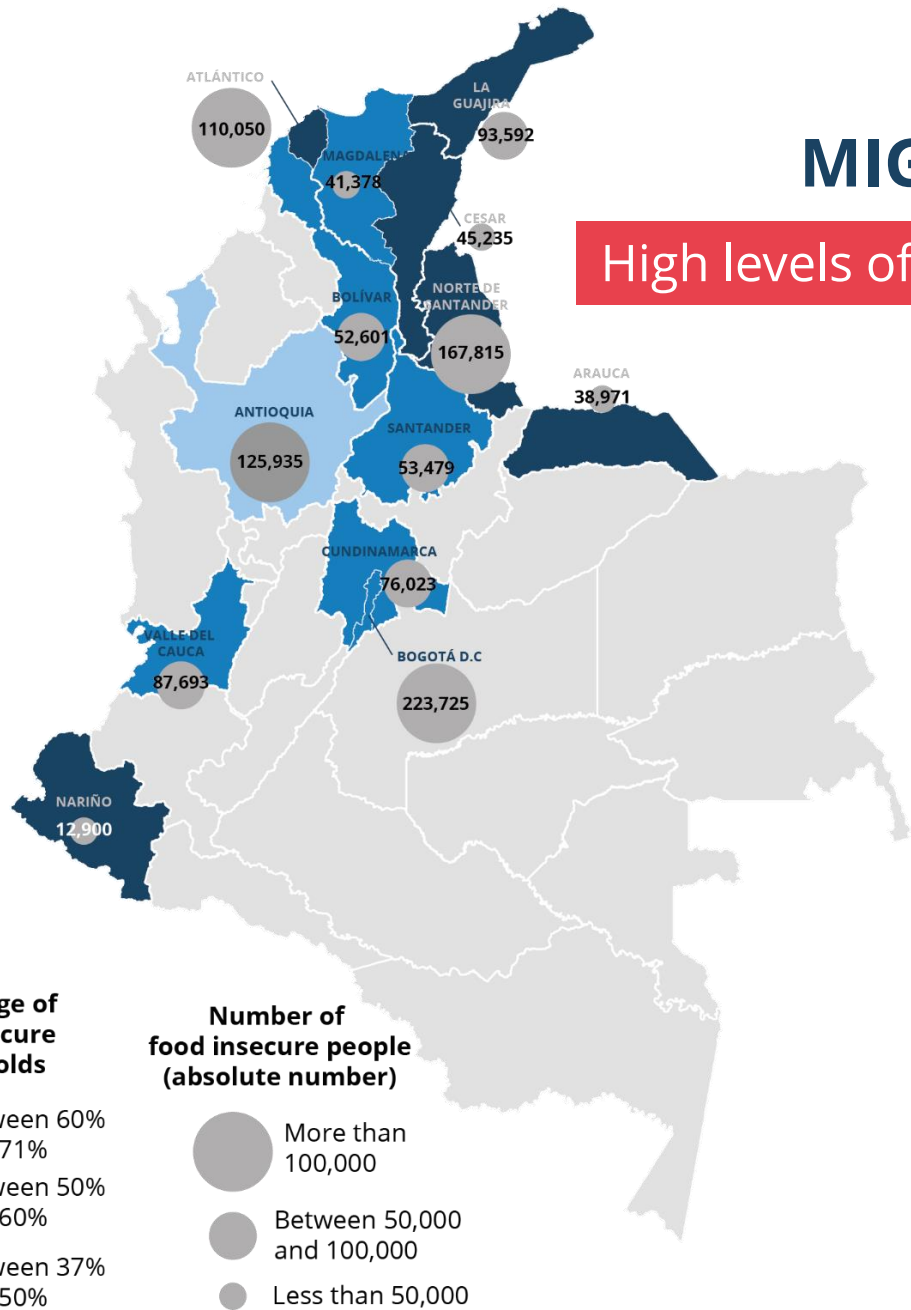 ATLÁNTICO
110,050
LA
GUAJIRA
93,592
MIG
MAGDALENA
41,378
CESAR
45,235
High levels of
NORTE DE
SANTANDER
167,815
BOLÍVAR
52,601
ARAUCA
38,971
ANTIOQUIA
125,935
SANTANDER
53,479
CUNDINAMARCA
76,023
VALLE DEL
CAUCA
87,693
BOGOTÁ D.C
223,725
NARIÑO
12,900
ge of
cure
olds
ween 60%
71%
ween 50%
60%
ween 37%
50%
Number of
food insecure people
(absolute number)
More than
100,000
Between 50,000
and 100,000
Less than 50,000